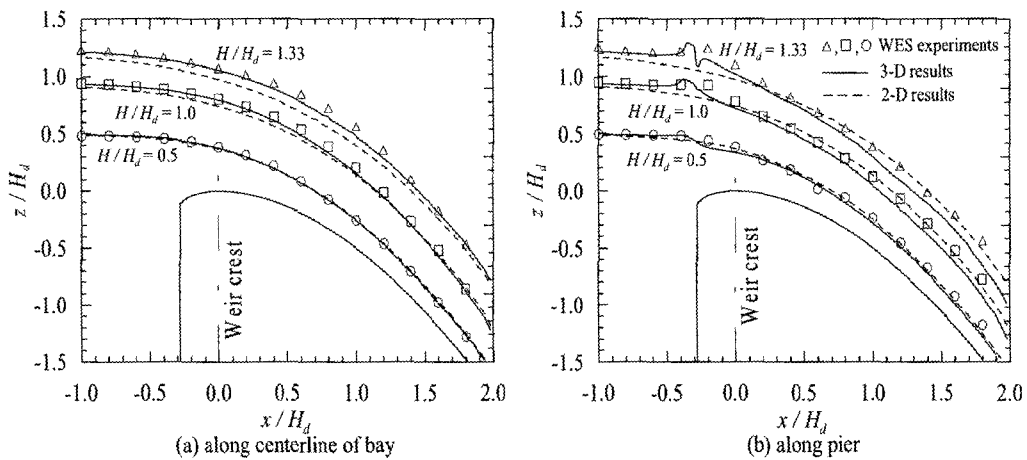 1.5
1.0
0.5
0.0
-0.5
-1.0
-1.5
z / H_d
H / H_d = 1.33
H / H_d = 1.0
H / H_d = 0.5
Weir crest
-1.0 -0.5 0.0 0.5 1.0 1.5 2.0
x / H_d
(a) along centerline of bay
1.5
1.0
0.5
0.0
-0.5
-1.0
-1.5
z / H_d
H / H_d = 1.33
H / H_d = 1.0
H / H_d = 0.5
△, □, ○ WES experiments
3-D results
2-D results
Weir crest
-1.0 -0.5 0.0 0.5 1.0 1.5 2.0
x / H_d
(b) along pier